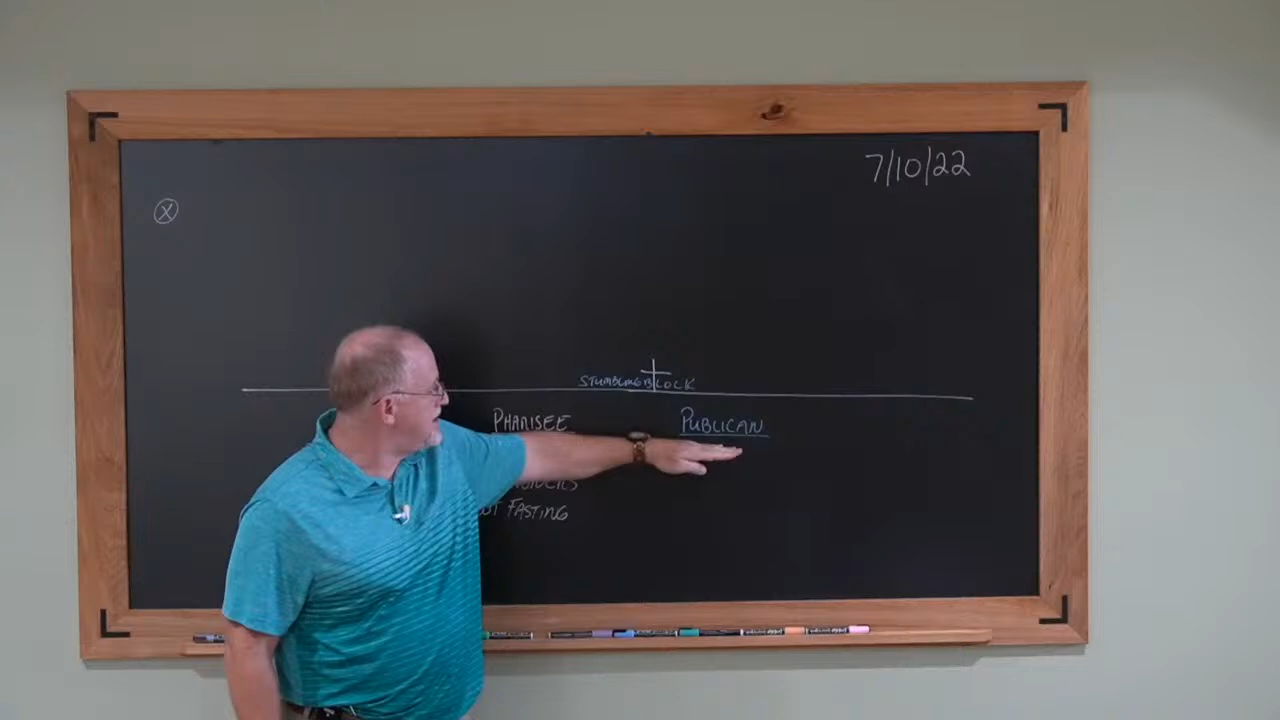 7/10/22
X
STUMBLINGBLOCK
PHARISEE
PUBLICAN
FASTING